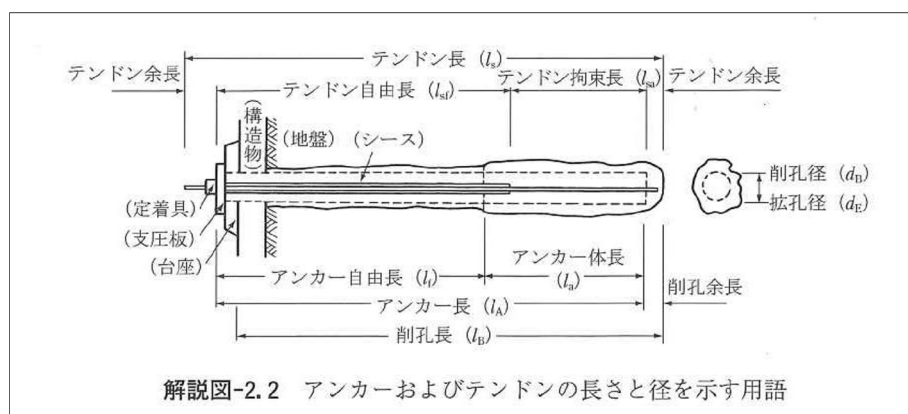 テンドン長 (ls)
テンドン余長
テンドン自由長 (lsf)
テンドン拘束長 (lsa)
テンドン余長
(構造物)
(地盤)
(シース)
削孔径 (dB)
拡孔径 (dE)
(定着具)
(支圧板)
(台座)
アンカー自由長 (lf)
アンカー体長
(la)
アンカー長 (lA)
削孔余長
削孔長 (lB)
解説図-2.2 アンカーおよびテンドンの長さと径を示す用語